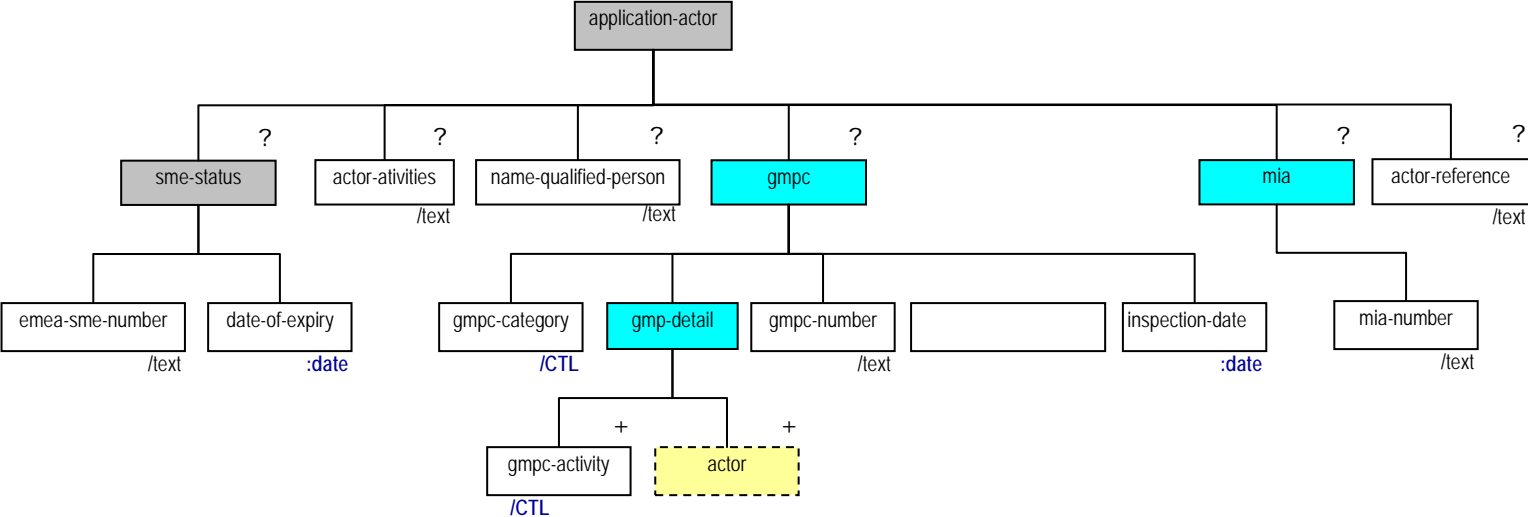 application-actor
? ? ? ? ? ?
sme-status actor-ativities name-qualified-person gmpc mia actor-reference
/text /text /text
emea-sme-number date-of-expiry gmpc-category gmp-detail gmpc-number inspection-date mia-number
/text :date /CTL /text :date /text
+ +
gmpc-activity actor
/CTL